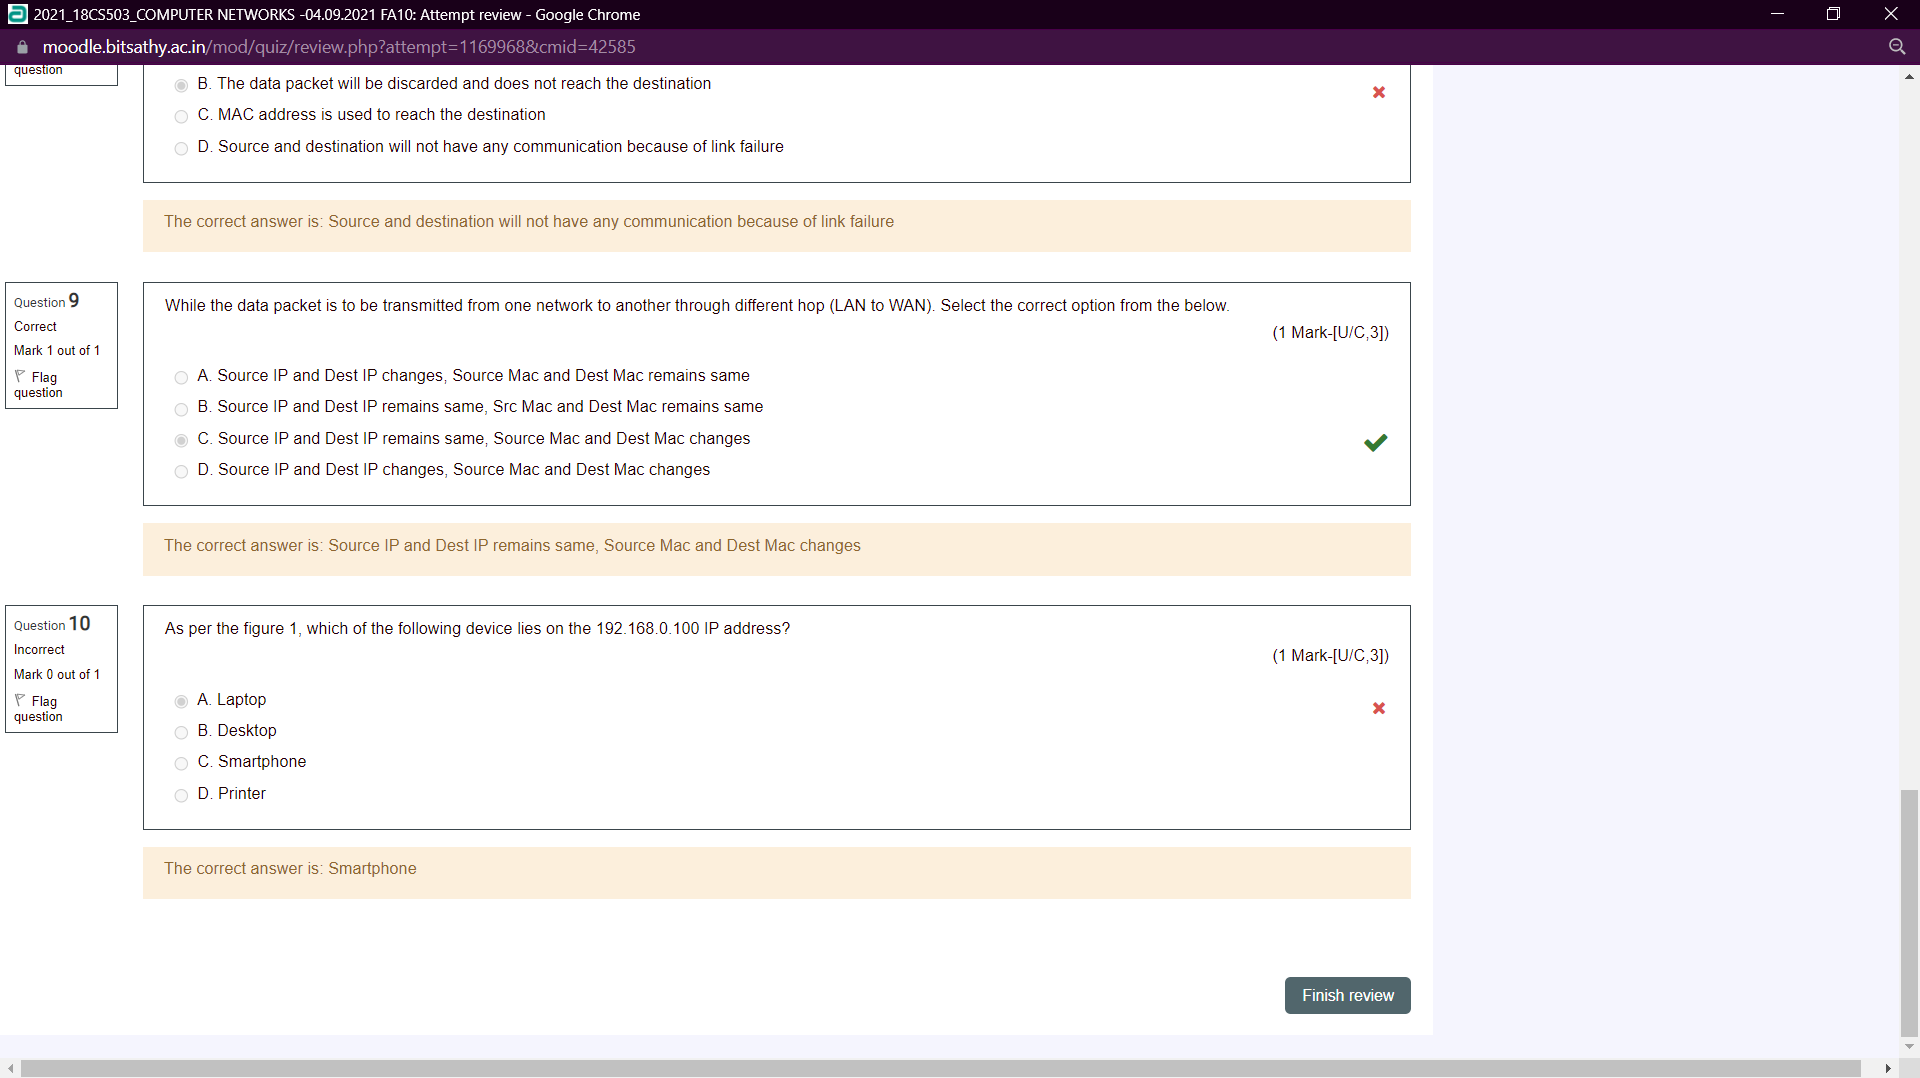 2021_18CS503_COMPUTER NETWORKS -04.09.2021 FA10: Attempt review - Google Chrome
moodle.bitsathy.ac.in/mod/quiz/review.php?attempt=1169968&cmid=42585
question
B. The data packet will be discarded and does not reach the destination
C. MAC address is used to reach the destination
D. Source and destination will not have any communication because of link failure
The correct answer is: Source and destination will not have any communication because of link failure
Question 9
Correct
Mark 1 out of 1
Flag
question
While the data packet is to be transmitted from one network to another through different hop (LAN to WAN). Select the correct option from the below.
(1 Mark-[U/C,3])
A. Source IP and Dest IP changes, Source Mac and Dest Mac remains same
B. Source IP and Dest IP remains same, Src Mac and Dest Mac remains same
C. Source IP and Dest IP remains same, Source Mac and Dest Mac changes
D. Source IP and Dest IP changes, Source Mac and Dest Mac changes
The correct answer is: Source IP and Dest IP remains same, Source Mac and Dest Mac changes
Question 10
Incorrect
Mark 0 out of 1
Flag
question
As per the figure 1, which of the following device lies on the 192.168.0.100 IP address?
(1 Mark-[U/C,3])
A. Laptop
B. Desktop
C. Smartphone
D. Printer
The correct answer is: Smartphone
Finish review